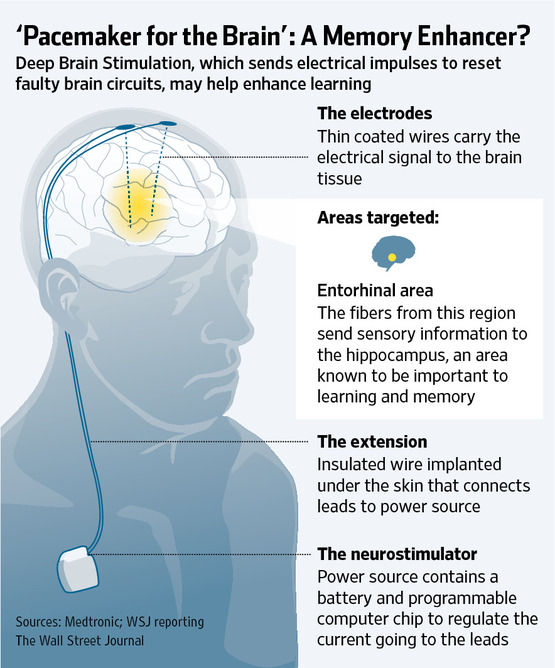 ‘Pacemaker for the Brain’: A Memory Enhancer?
Deep Brain Stimulation, which sends electrical impulses to reset
faulty brain circuits, may help enhance learning
The electrodes
Thin coated wires carry the
electrical signal to the brain
tissue
Areas targeted:
Entorhinal area
The fibers from this region
send sensory information to
the hippocampus, an area
known to be important to
learning and memory
The extension
Insulated wire implanted
under the skin that connects
leads to power source
The neurostimulator
Power source contains a
battery and programmable
computer chip to regulate the
current going to the leads
Sources: Medtronic; WSJ reporting
The Wall Street Journal